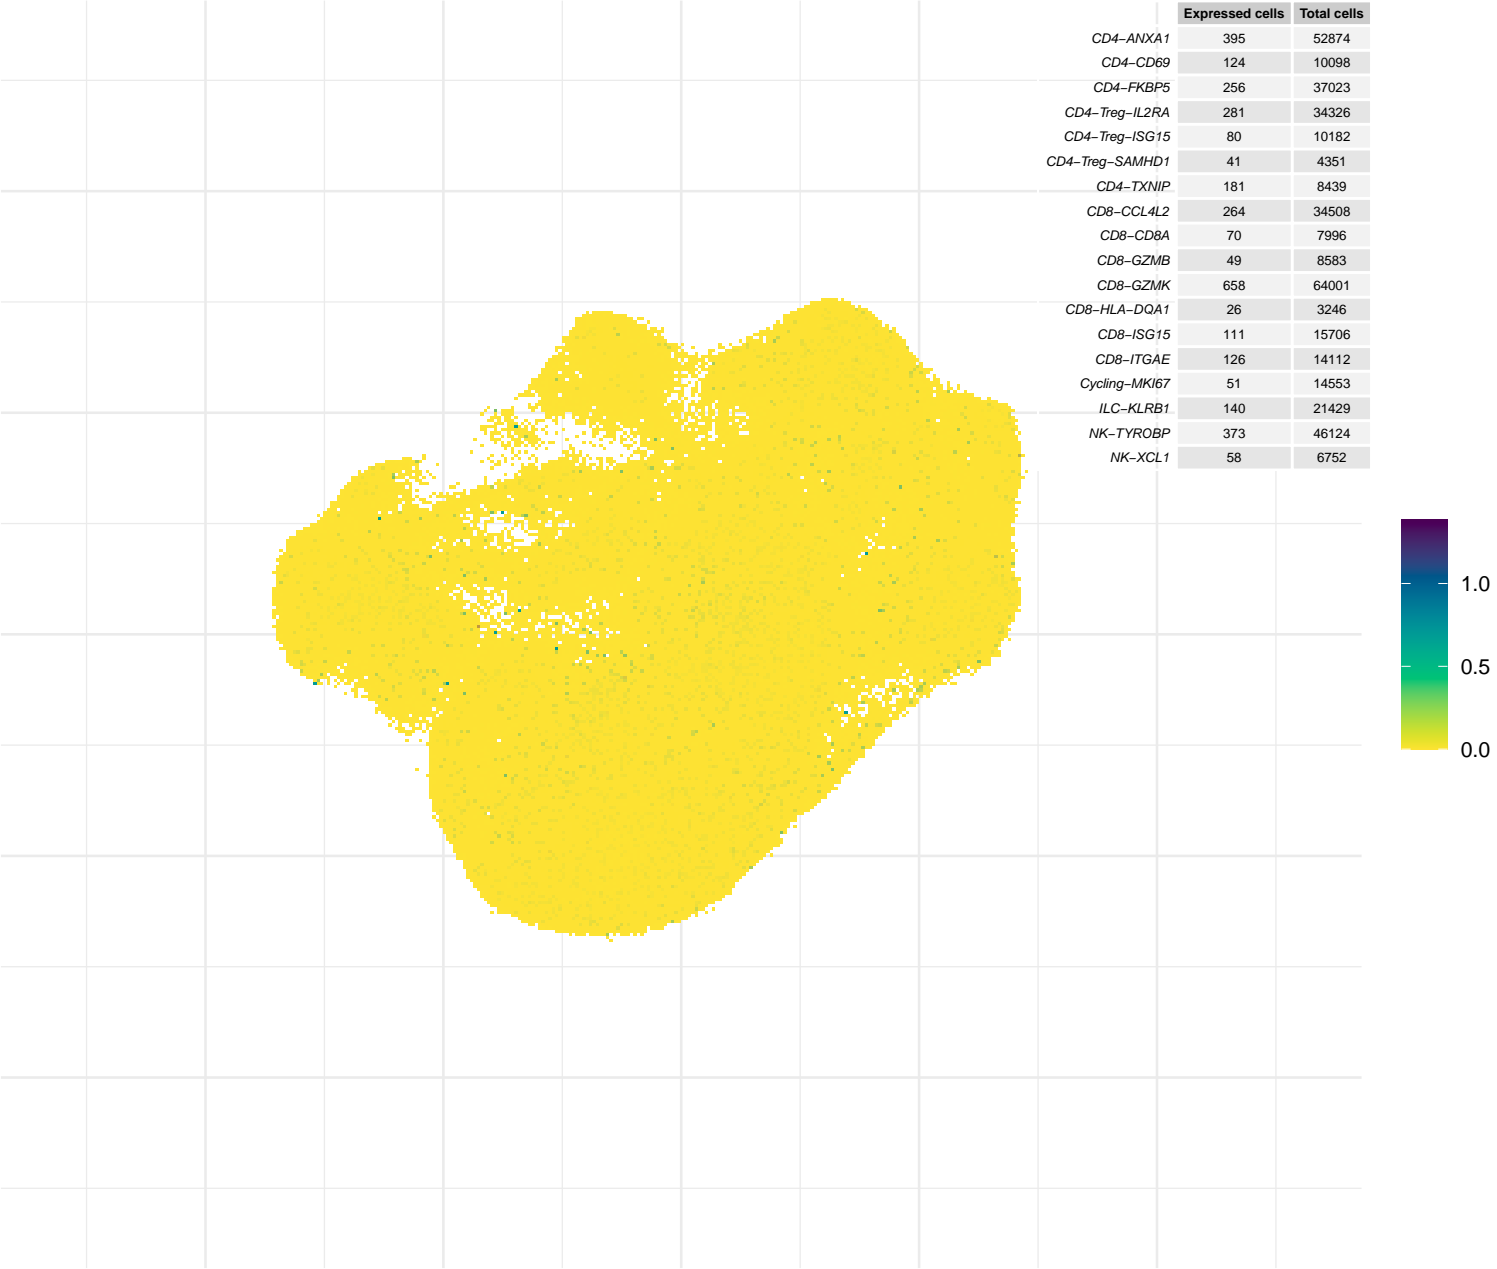 Expressed cells Total cells
CD4−ANXA1 395 52874
CD4−CD69 124 10098
CD4−FKBP5 256 37023
CD4−Treg−IL2RA 281 34326
CD4−Treg−ISG15 80 10182
CD4−Treg−SAMHD1 41 4351
CD4−TXNIP 181 8439
CD8−CCL4L2 264 34508
CD8−CD8A 70 7996
CD8−GZMB 49 8583
CD8−GZMK 658 64001
CD8−HLA−DQA1 26 3246
CD8−ISG15 111 15706
CD8−ITGAE 126 14112
Cycling−MKI67 51 14553
ILC−KLRB1 140 21429
NK−TYROBP 373 46124
NK−XCL1 58 6752
1.0
0.5
0.0